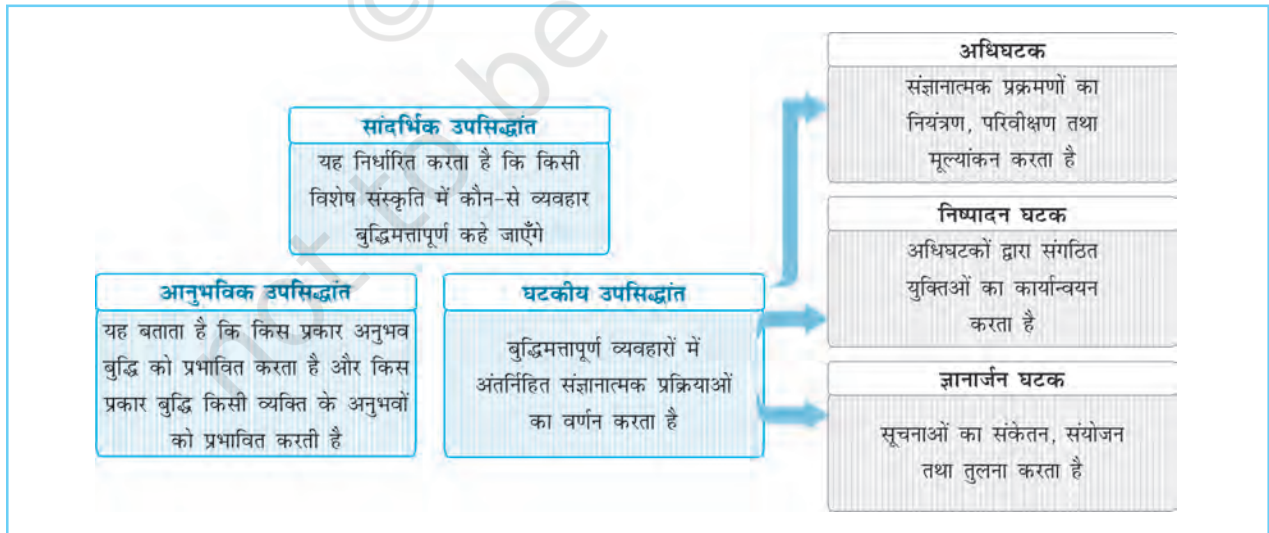 सांदर्भिक उपसिद्धांत
यह निर्धारित करता है कि किसी
विशेष संस्कृति में कौन-से व्यवहार
बुद्धिमत्तापूर्ण कहे जाएँगे
आनुभविक उपसिद्धांत
यह बताता है कि किस प्रकार अनुभव
बुद्धि को प्रभावित करता है और किस
प्रकार बुद्धि किसी व्यक्ति के अनुभवों
को प्रभावित करती है
घटकीय उपसिद्धांत
बुद्धिमत्तापूर्ण व्यवहारों में
अंतर्निहित संज्ञानात्मक प्रक्रियाओं
का वर्णन करता है
अधिघटक
संज्ञानात्मक प्रक्रमणों का
नियंत्रण, परिवीक्षण तथा
मूल्यांकन करता है
निष्पादन घटक
अधिघटकों द्वारा संगठित
युक्तिओं का कार्यान्वयन
करता है
ज्ञानार्जन घटक
सूचनाओं का संकेतन, संयोजन
तथा तुलना करता है
©
not to be